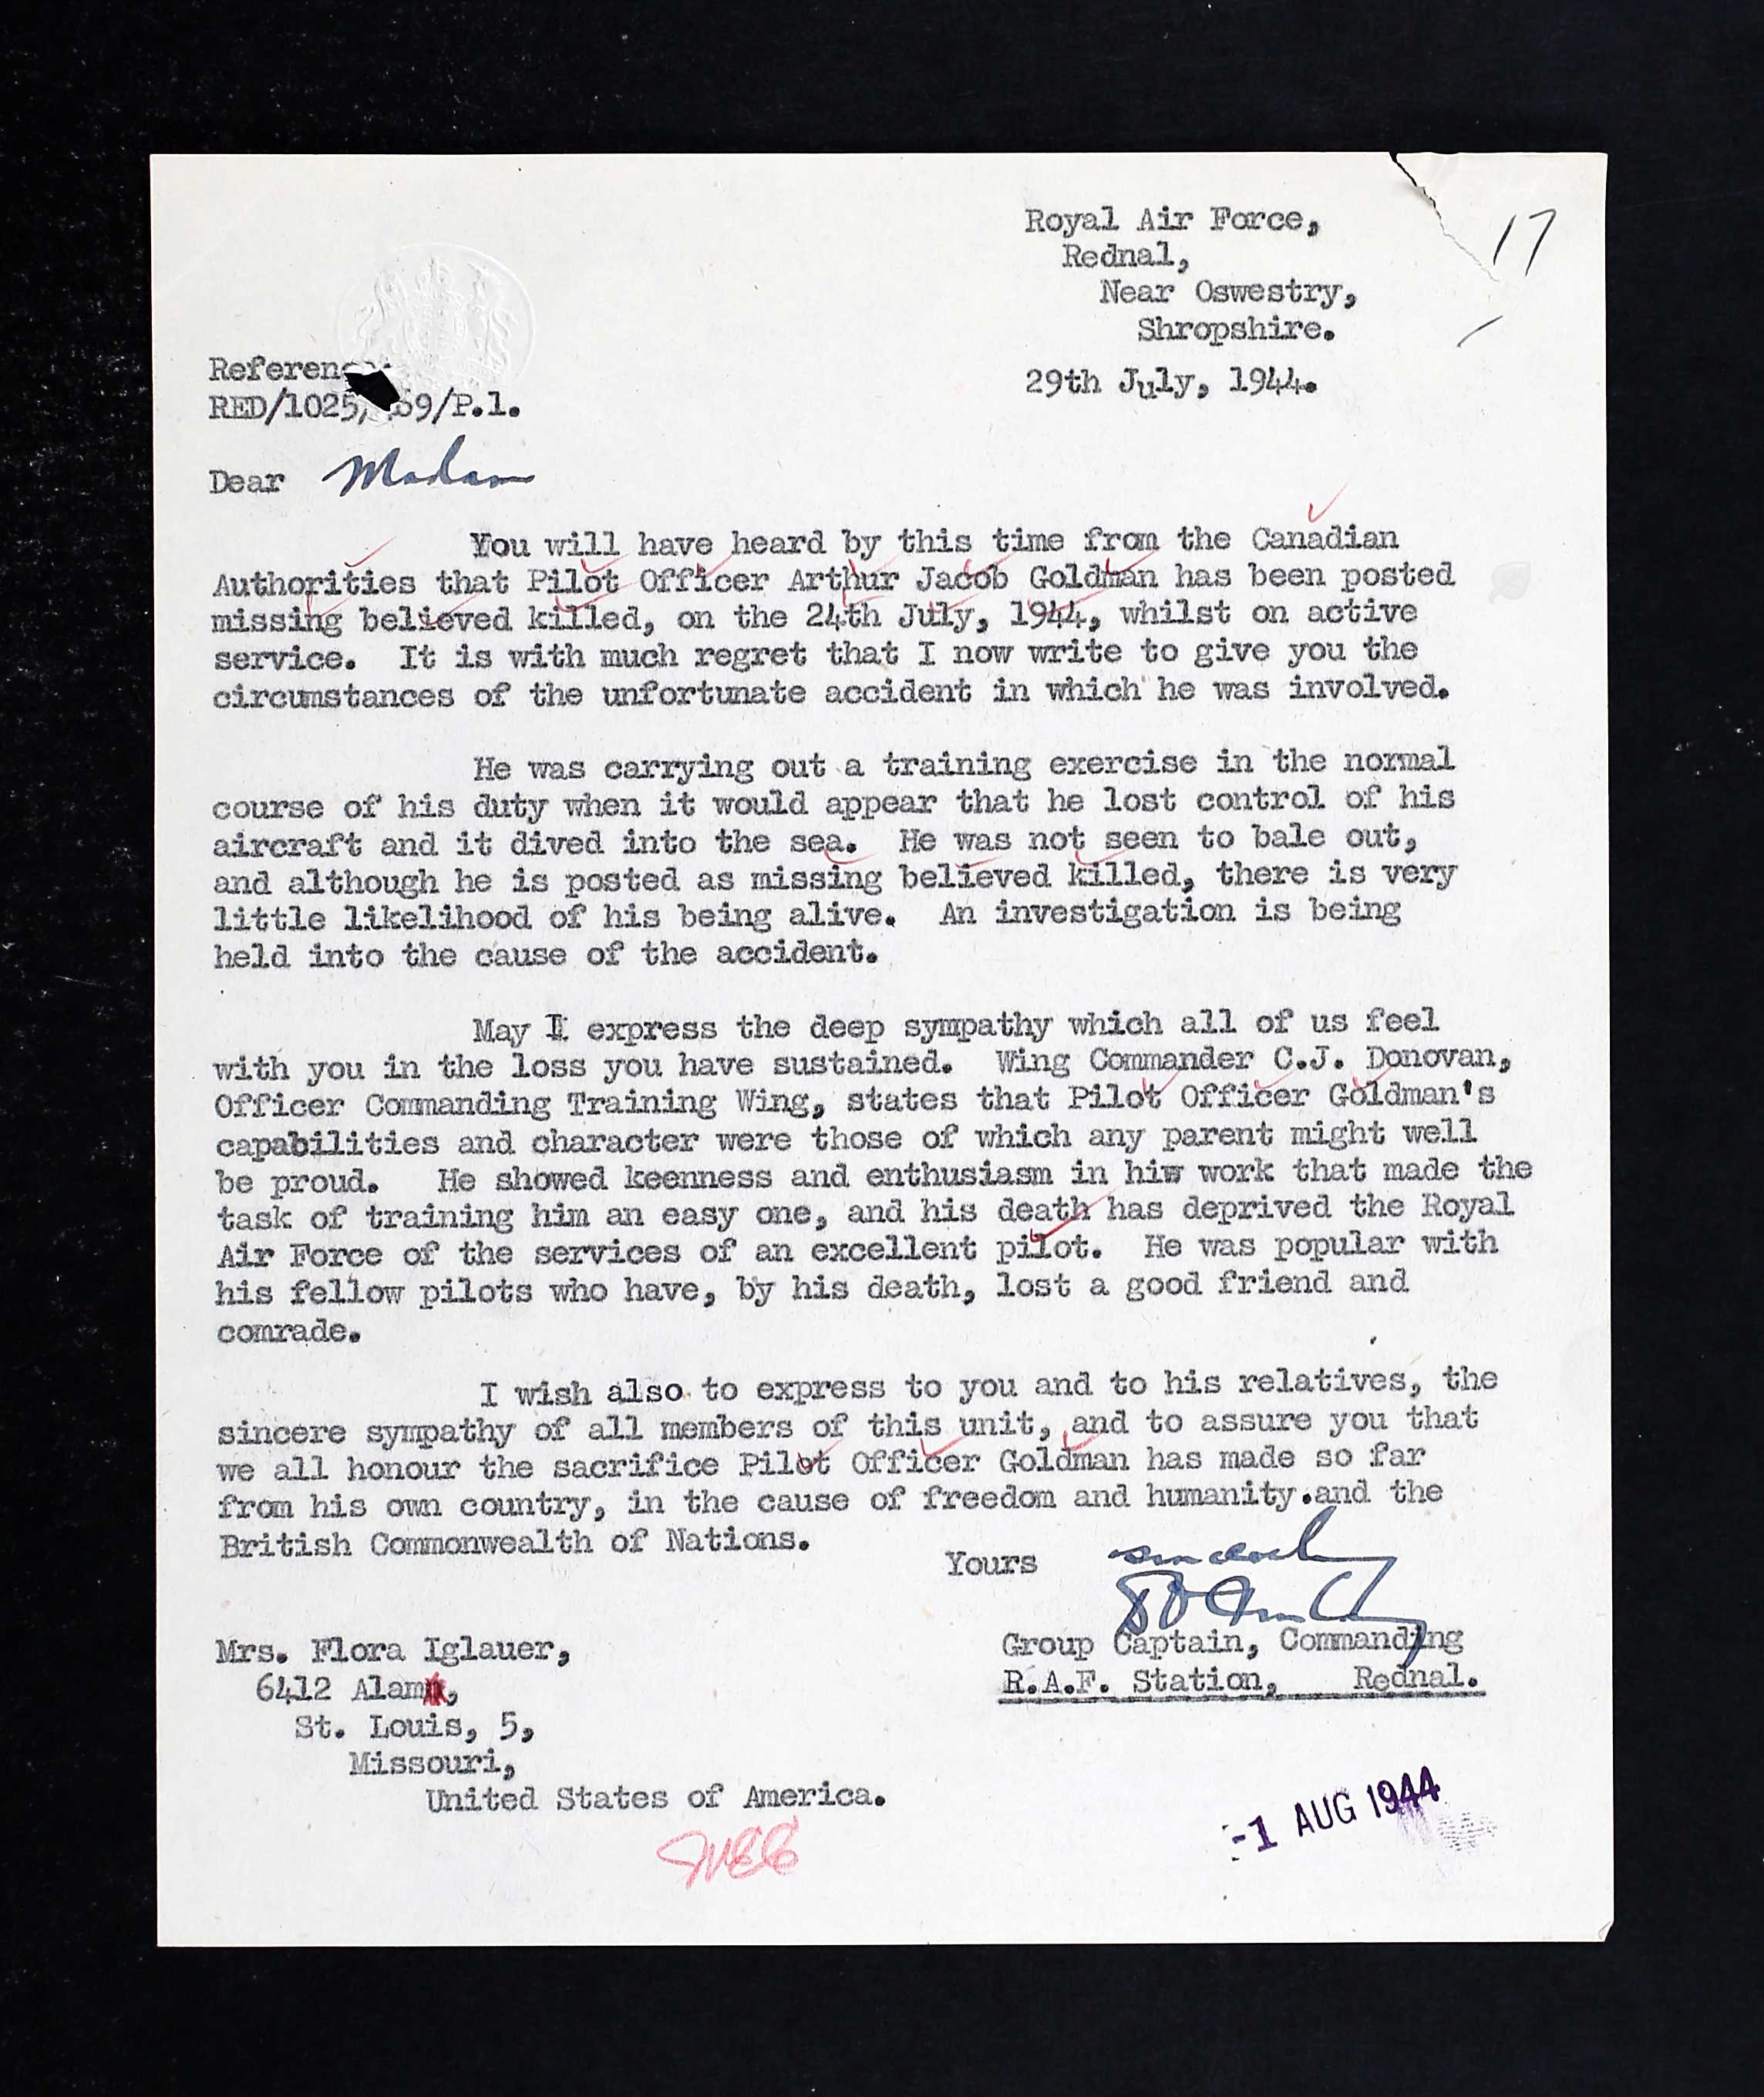 17
Royal Air Force,
Rednal,
Near Oswestry,
Shropshire.
29th July, 1944.
RED/1025/ 69/P.1.
Dear Madam
You will have heard by this time from the Canadian
Authorities that Pilot Officer Arthur Jacob Goldman has been posted
missing believed killed, on the 24th July, 1944, whilst on active
service. It is with much regret that I now write to give you the
circumstances of the unfortunate accident in which he was involved.
He was carrying out a training exercise in the normal
course of his duty when it would appear that he lost control of his
aircraft and it dived into the sea. He was not seen to bale out,
and although he is posted as missing believed killed, there is very
little likelihood of his being alive. An investigation is being
held into the cause of the accident.
May I express the deep sympathy which all of us feel
with you in the loss you have sustained. Wing Commander C.J. Donovan,
Officer Commanding Training Wing, states that Pilot Officer Goldman's
capabilities and character were those of which any parent might well
be proud. He showed keenness and enthusiasm in his work that made the
task of training him an easy one, and his death has deprived the Royal
Air Force of the services of an excellent pilot. He was popular with
his fellow pilots who have, by his death, lost a good friend and
comrade.
I wish also to express to you and to his relatives, the
sincere sympathy of all members of this unit, and to assure you that
we all honour the sacrifice Pilot Officer Goldman has made so far
from his own country, in the cause of freedom and humanity.and the
British Commonwealth of Nations.
Yours sincerely
Group Captain, Commanding
R.A.F. Station, Rednal.
Mrs. Flora Iglauer,
6412
St. Louis, 5,
Missouri,
United States of America.
-1 AUG 1944